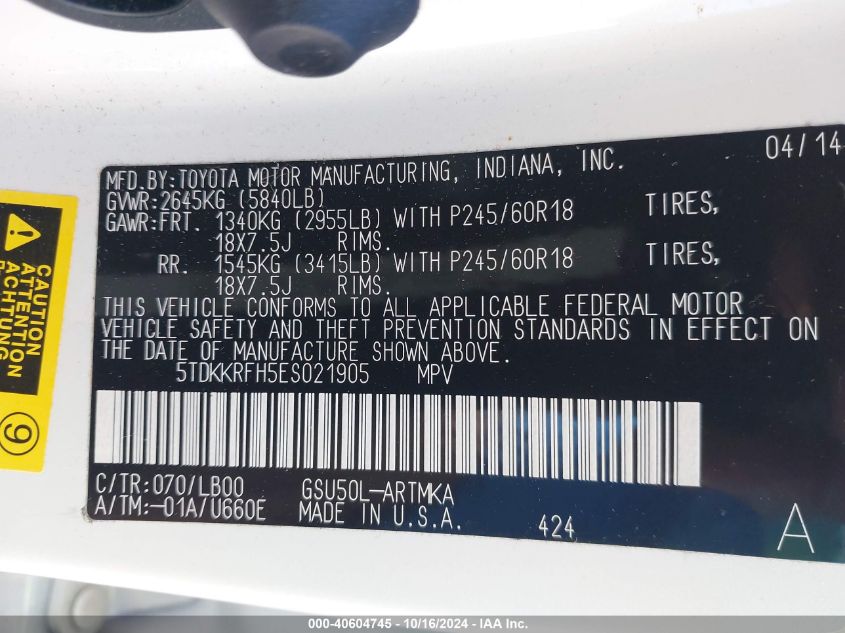 MFD.BY:TOYOTA MOTOR MANUFACTURING, INDIANA, INC. 04/14
GVWR:2645KG (5840LB)
GAWR:FRT. 1340KG (2955LB) WITH P245/60R18 TIRES,
18X7.5J RIMS.
RR. 1545KG (3415LB) WITH P245/60R18 TIRES,
18X7.5J RIMS.
THIS VEHICLE CONFORMS TO ALL APPLICABLE FEDERAL MOTOR
VEHICLE SAFETY AND THEFT PREVENTION STANDARDS IN EFFECT ON
THE DATE OF MANUFACTURE SHOWN ABOVE.
5TDKKRFH5ES021905 MPV
C/TR:070/LB00 GSU50L-ARTMKA
A/TM:-01A/U660E MADE IN U.S.A. 424 A
CAUTION
ATTENTION
ACHTUNG
9
000-40604745 - 10/16/2024 - IAA Inc.